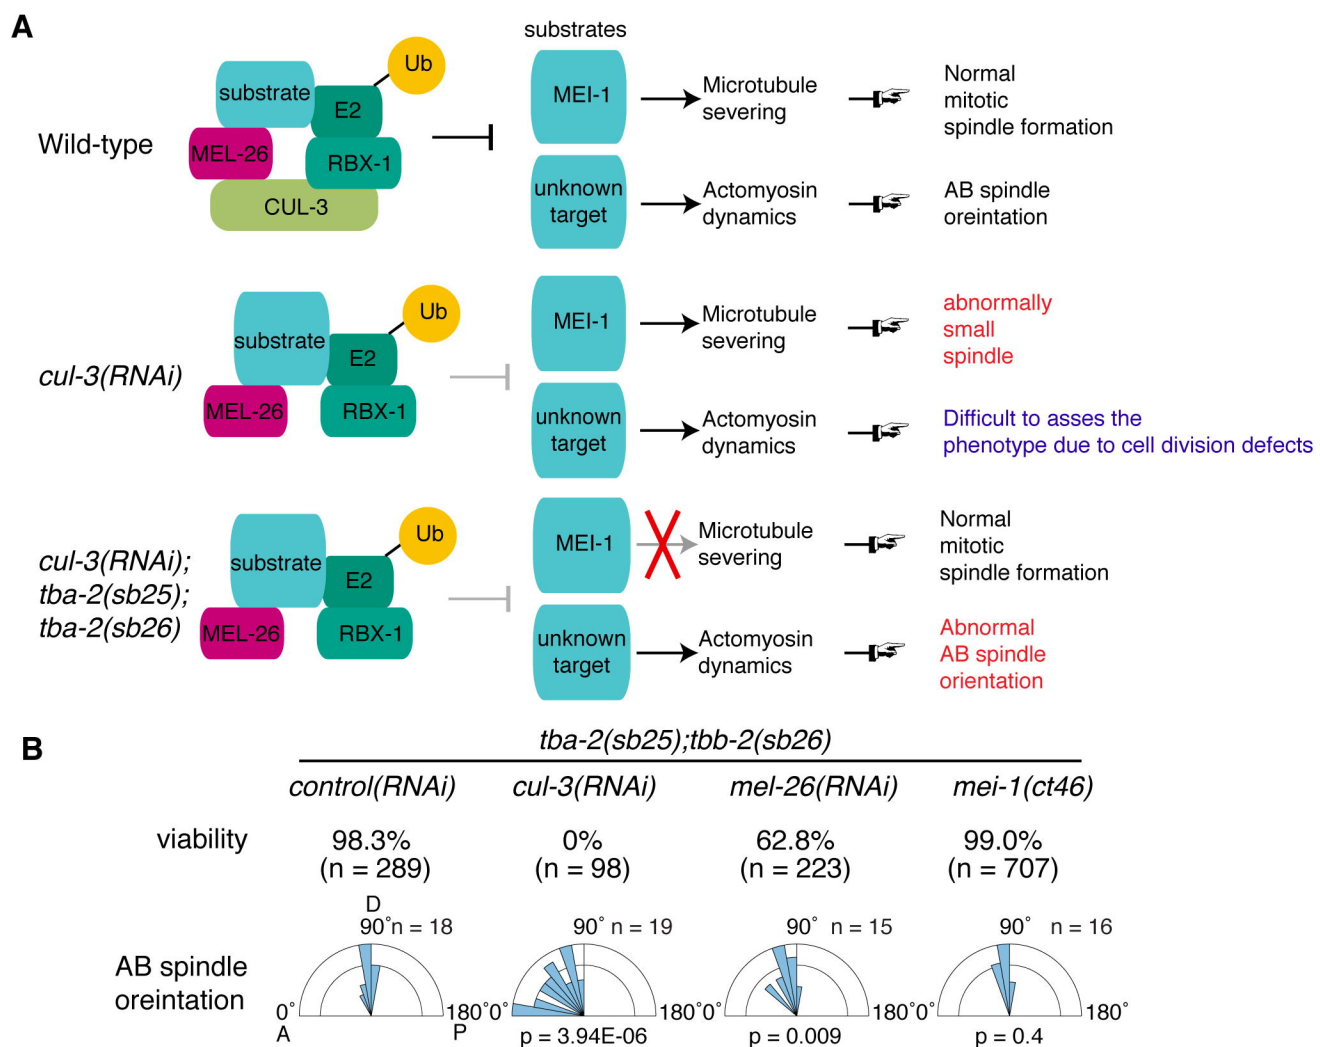 A
substrates
Wild-type
substrate
Ub
E2
MEL-26
RBX-1
CUL-3
MEI-1
Microtubule
severing
Normal
mitotic
spindle formation
unknown
target
Actomyosin
dynamics
AB spindle
oreintation
cul-3(RNAi)
substrate
Ub
E2
MEL-26
RBX-1
MEI-1
Microtubule
severing
abnormally
small
spindle
unknown
target
Actomyosin
dynamics
Difficult to asses the
phenotype due to cell division defects
cul-3(RNAi);
tba-2(sb25);
tba-2(sb26)
substrate
Ub
E2
MEL-26
RBX-1
MEI-1
Microtubule
severing
Normal
mitotic
spindle formation
unknown
target
Actomyosin
dynamics
Abnormal
AB spindle
orientation
B
tba-2(sb25);tbb-2(sb26)
control(RNAi) cul-3(RNAi) mel-26(RNAi) mei-1(ct46)
viability 98.3% 0% 62.8% 99.0%
(n = 289) (n = 98) (n = 223) (n = 707)
D
90° n = 18 90° n = 19 90° n = 15 90° n = 16
AB spindle
oreintation
0° 180° 0° 180° 0° 180° 0° 180°
A P p = 3.94E-06 p = 0.009 p = 0.4